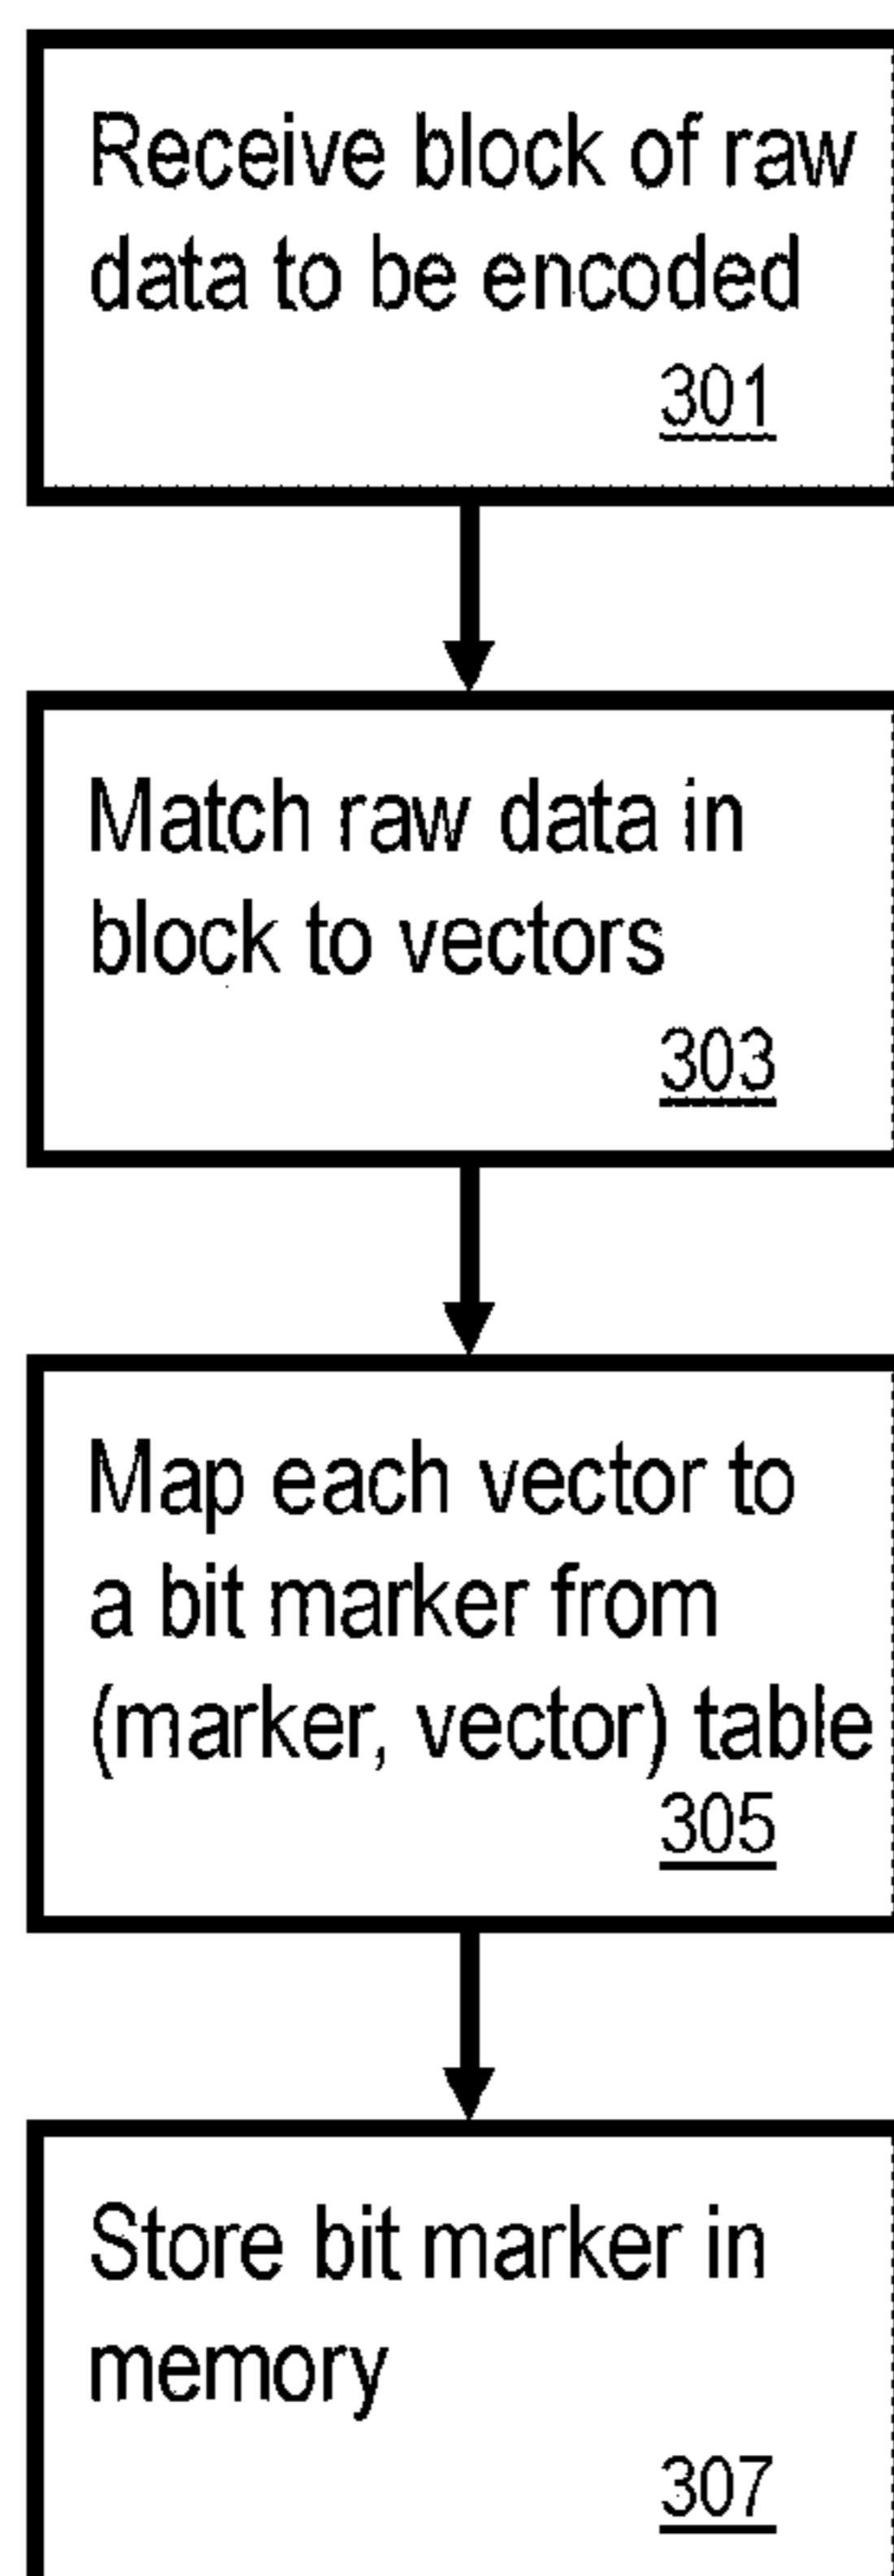 Receive block of raw
data to be encoded
301
Match raw data in
block to vectors
303
Map each vector to
a bit marker from
(marker, vector) table
305
Store bit marker in
memory
307